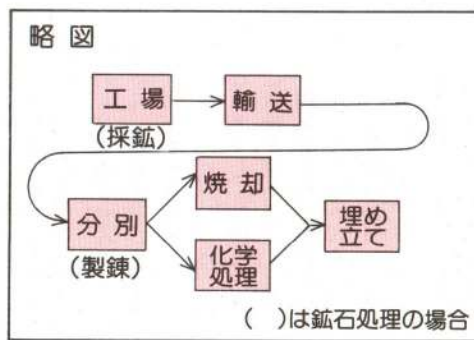 略図
工場
輸送
(採鉱)
焼却
分別
埋め
立て
化学
処理
(製錬)
( )は鉱石処理の場合